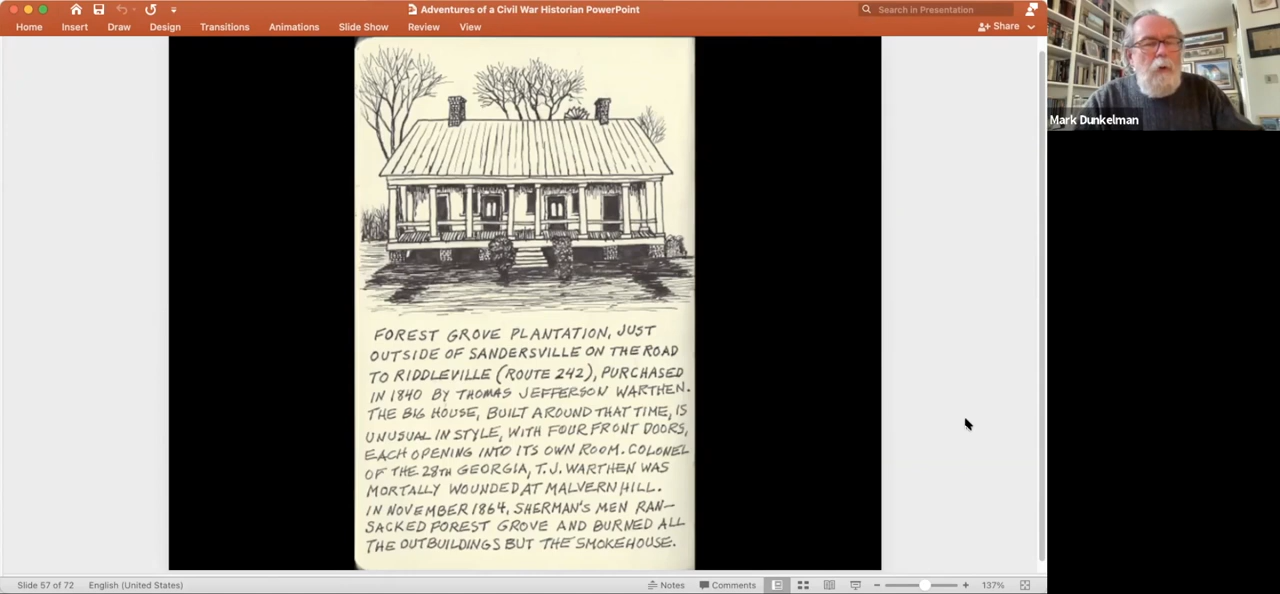 Adventures of a Civil War Historian PowerPoint
Search in Presentation
Home Insert Draw Design Transitions Animations Slide Show Review View
Share
Mark Dunkelman
FOREST GROVE PLANTATION, JUST
OUTSIDE OF SANDERSVILLE ON THE ROAD
TO RIDDLEVILLE (ROUTE 242), PURCHASED
IN 1840 BY THOMAS JEFFERSON WARTHEN.
THE BIG HOUSE, BUILT AROUND THAT TIME, IS
UNUSUAL IN STYLE, WITH FOUR FRONT DOORS,
EACH OPENING INTO ITS OWN ROOM. COLONEL
OF THE 28TH GEORGIA, T.J. WARTHEN WAS
MORTALLY WOUNDED AT MALVERN HILL.
IN NOVEMBER 1864, SHERMAN'S MEN RAN-
SACKED FOREST GROVE AND BURNED ALL
THE OUTBUILDINGS BUT THE SMOKEHOUSE.
Slide 57 of 72 English (United States) Notes Comments 137%